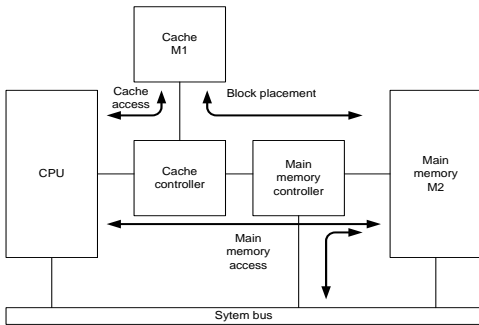 Cache
M1
Cache
access
Block placement
CPU
Cache
controller
Main
memory
controller
Main
memory
M2
Main
memory
access
Sytem bus